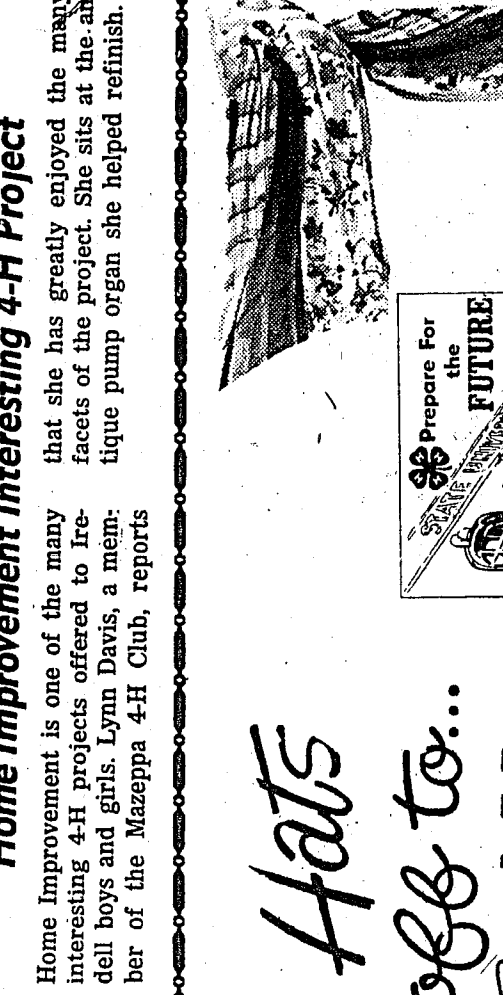 Home Improvement Interesting 4-H Project
Home Improvement is one of the many
interesting 4-H projects offered to Ire-
dell boys and girls. Lynn Davis, a mem-
ber of the Mazeppa 4-H Club, reports
that she has greatly enjoyed the many
facets of the project. She sits at the an-
tique pump organ she helped refinish.
Prepare For
the
FUTURE
STATE
Hats
off to...